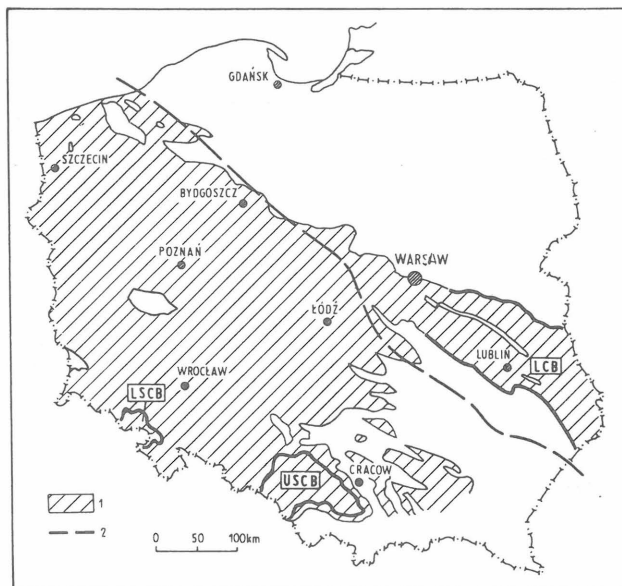 GDAŃSK
SZCZECIN
BYDGOSZCZ
POZNAŃ
WARSAW
ŁÓDŹ
LUBLIN
LCB
WROCŁAW
LSCB
USCB
CRACOW
1
2
0 50 100km